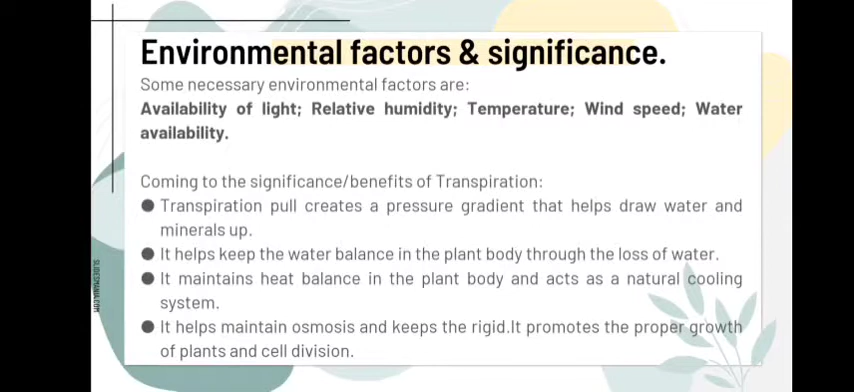 Environmental factors & significance.
Some necessary environmental factors are:
Availability of light; Relative humidity; Temperature; Wind speed; Water
availability.
Coming to the significance/benefits of Transpiration:
● Transpiration pull creates a pressure gradient that helps draw water and
minerals up.
● It helps keep the water balance in the plant body through the loss of water.
● It maintains heat balance in the plant body and acts as a natural cooling
system.
● It helps maintain osmosis and keeps the rigid.It promotes the proper growth
of plants and cell division.
SLIDESMANIA.COM